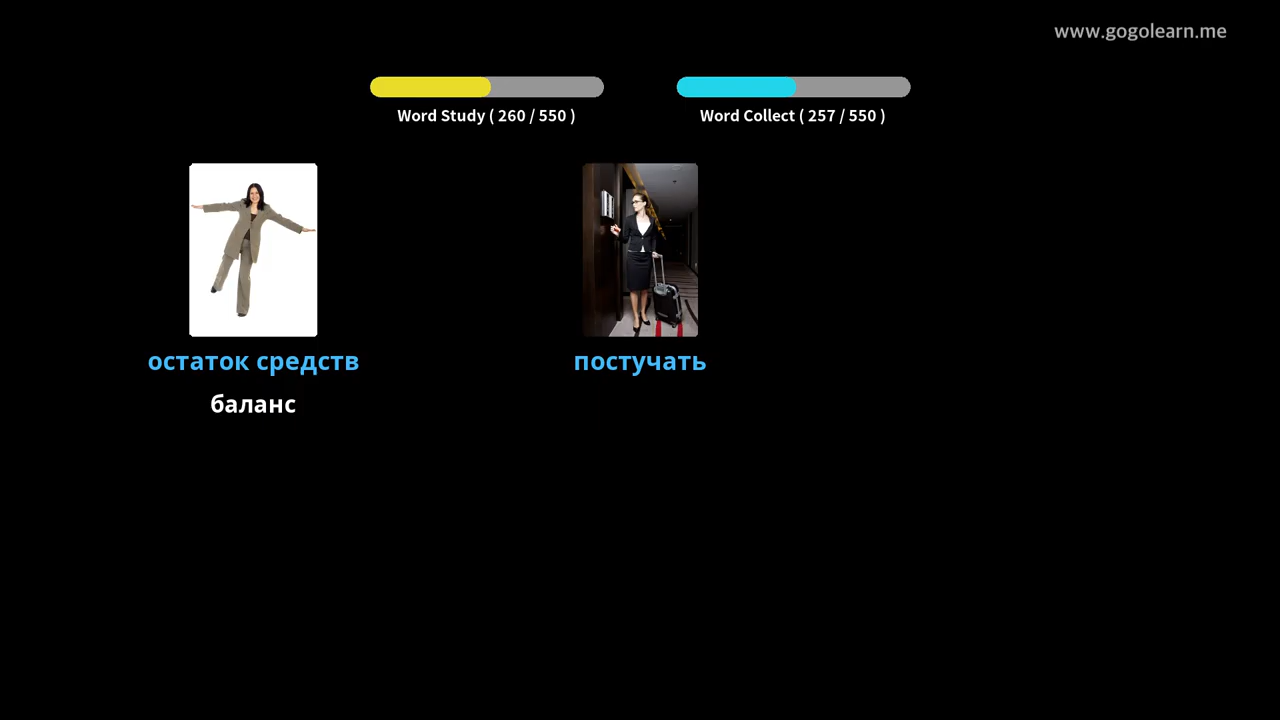 www.gogolearn.me
Word Study ( 260 / 550 )
Word Collect ( 257 / 550 )
остаток средств
постучать
баланс